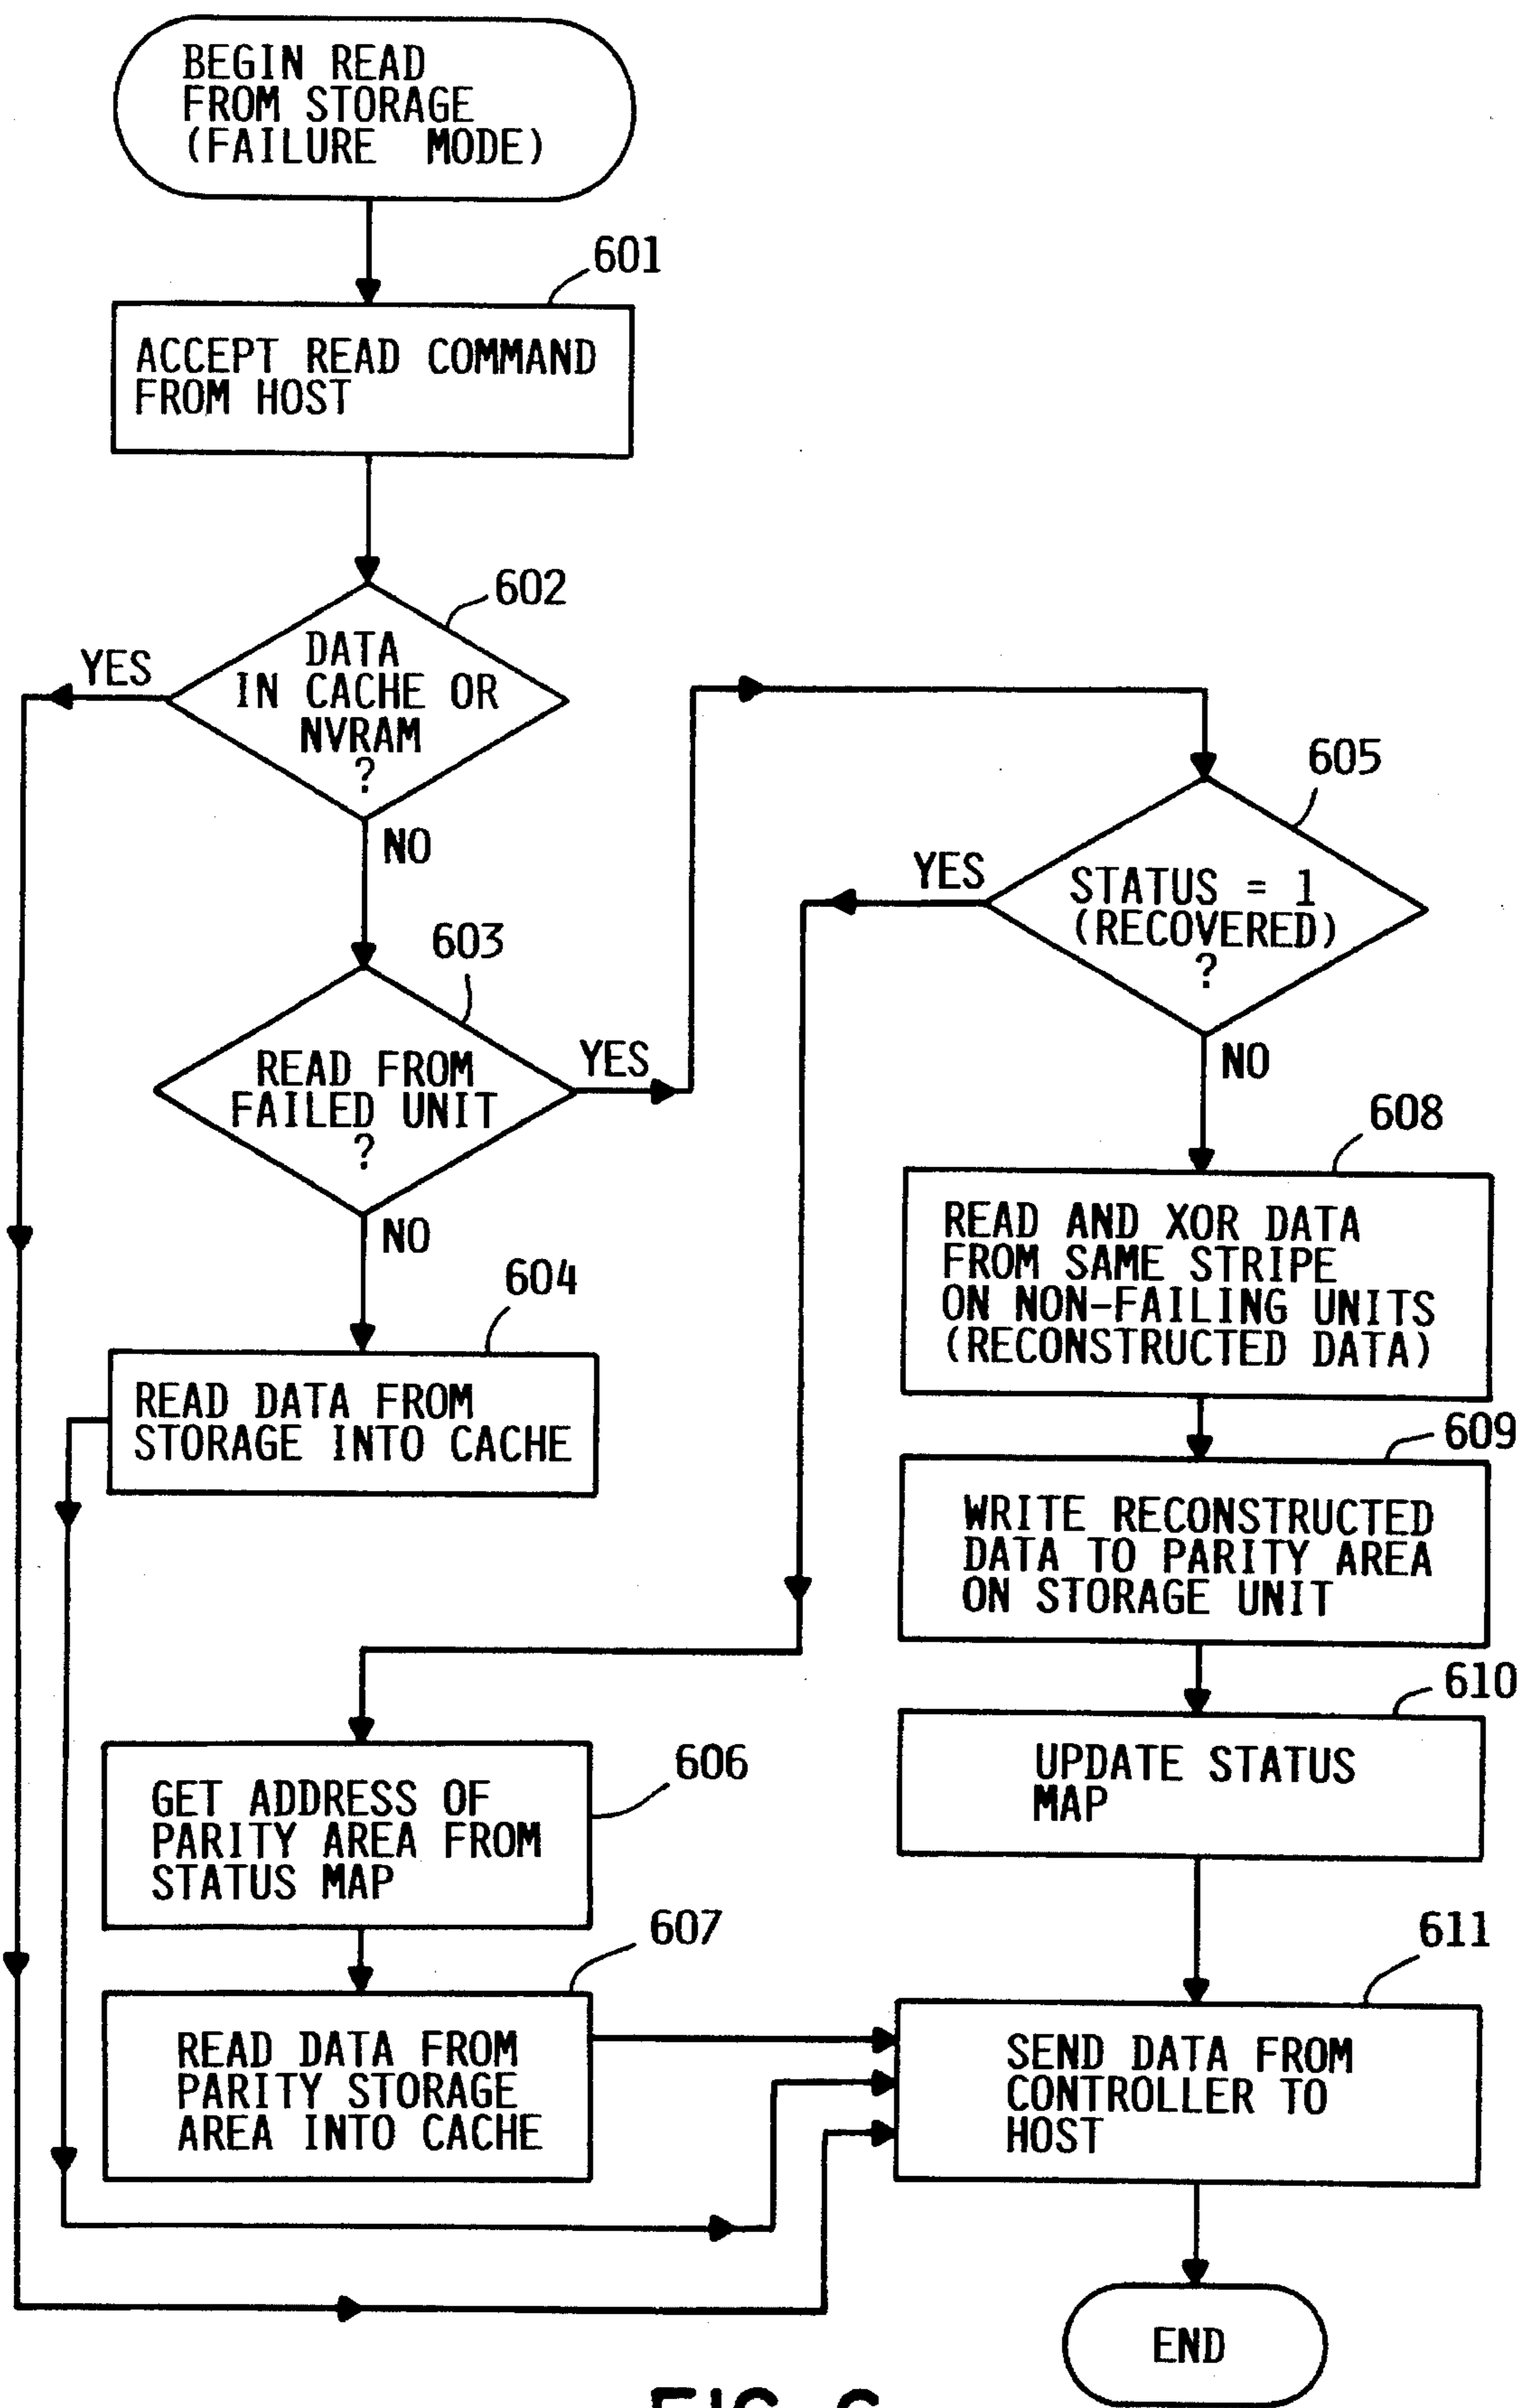 BEGIN READ
FROM STORAGE
(FAILURE MODE)
601
ACCEPT READ COMMAND
FROM HOST
602
DATA
IN CACHE OR
NVRAM
?
YES
NO
603
READ FROM
FAILED UNIT
?
YES
NO
604
READ DATA FROM
STORAGE INTO CACHE
605
STATUS = 1
(RECOVERED)
?
YES
NO
606
GET ADDRESS OF
PARITY AREA FROM
STATUS MAP
607
READ DATA FROM
PARITY STORAGE
AREA INTO CACHE
608
READ AND XOR DATA
FROM SAME STRIPE
ON NON-FAILING UNITS
(RECONSTRUCTED DATA)
609
WRITE RECONSTRUCTED
DATA TO PARITY AREA
ON STORAGE UNIT
610
UPDATE STATUS
MAP
611
SEND DATA FROM
CONTROLLER TO
HOST
END